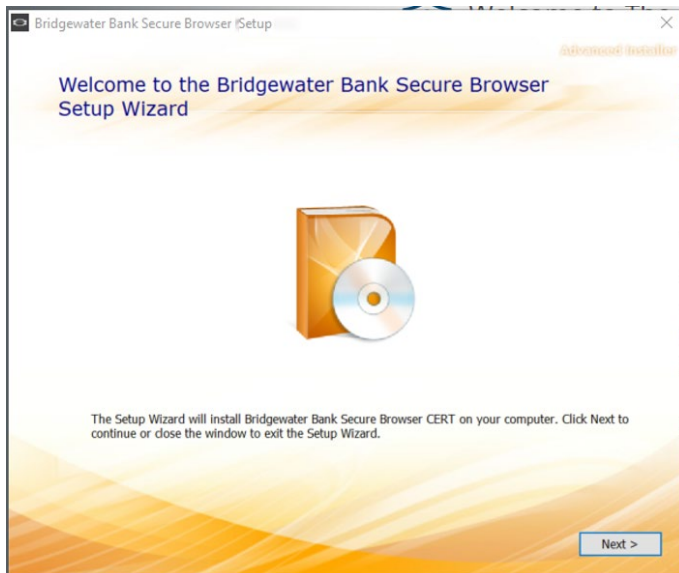 Bridgewater Bank Secure Browser (Setup
Advanced Installer
Welcome to the Bridgewater Bank Secure Browser
Setup Wizard
The Setup Wizard will install Bridgewater Bank Secure Browser CERT on your computer. Click Next to
continue or close the window to exit the Setup Wizard.
Next >